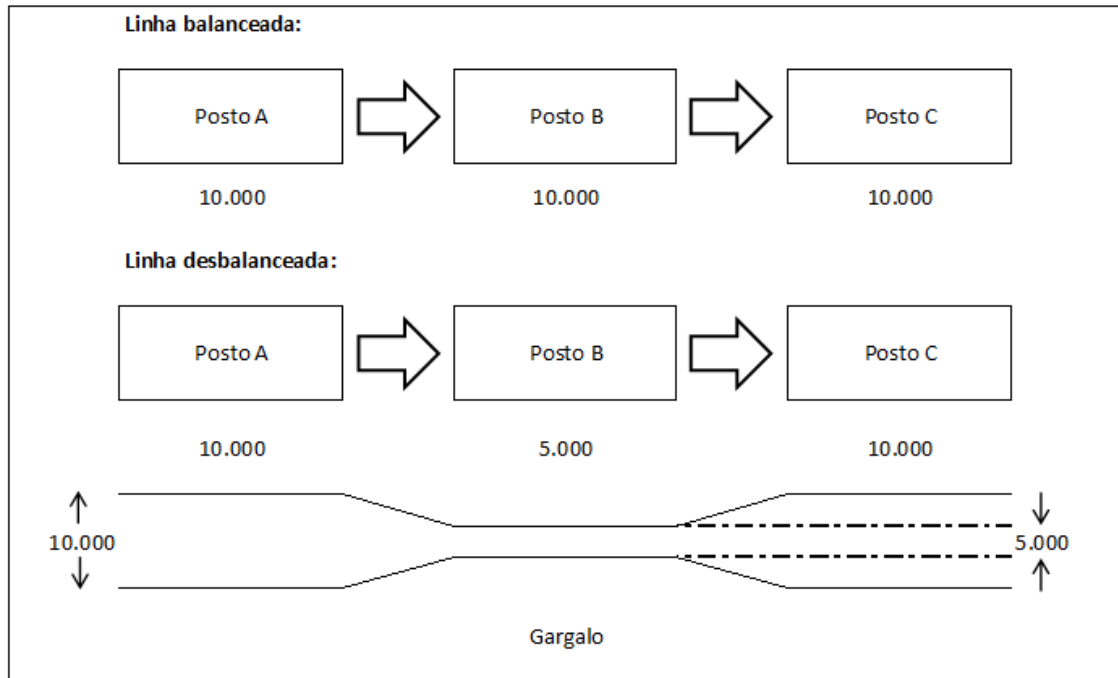 Linha balanceada:
Posto A Posto B Posto C
10.000 10.000 10.000
Linha desbalanceada:
Posto A Posto B Posto C
10.000 5.000 10.000
10.000 5.000
Gargalo